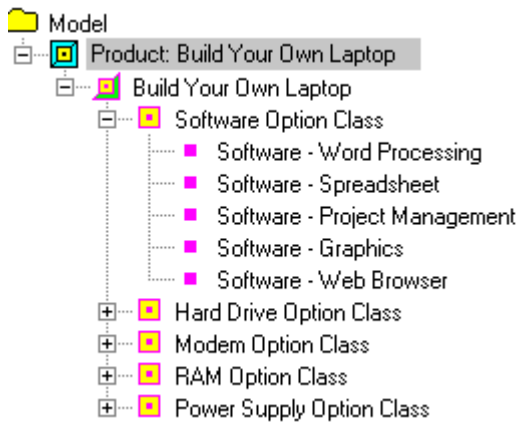 Model
Product: Build Your Own Laptop
Build Your Own Laptop
Software Option Class
Software - Word Processing
Software - Spreadsheet
Software - Project Management
Software - Graphics
Software - Web Browser
Hard Drive Option Class
Modem Option Class
RAM Option Class
Power Supply Option Class